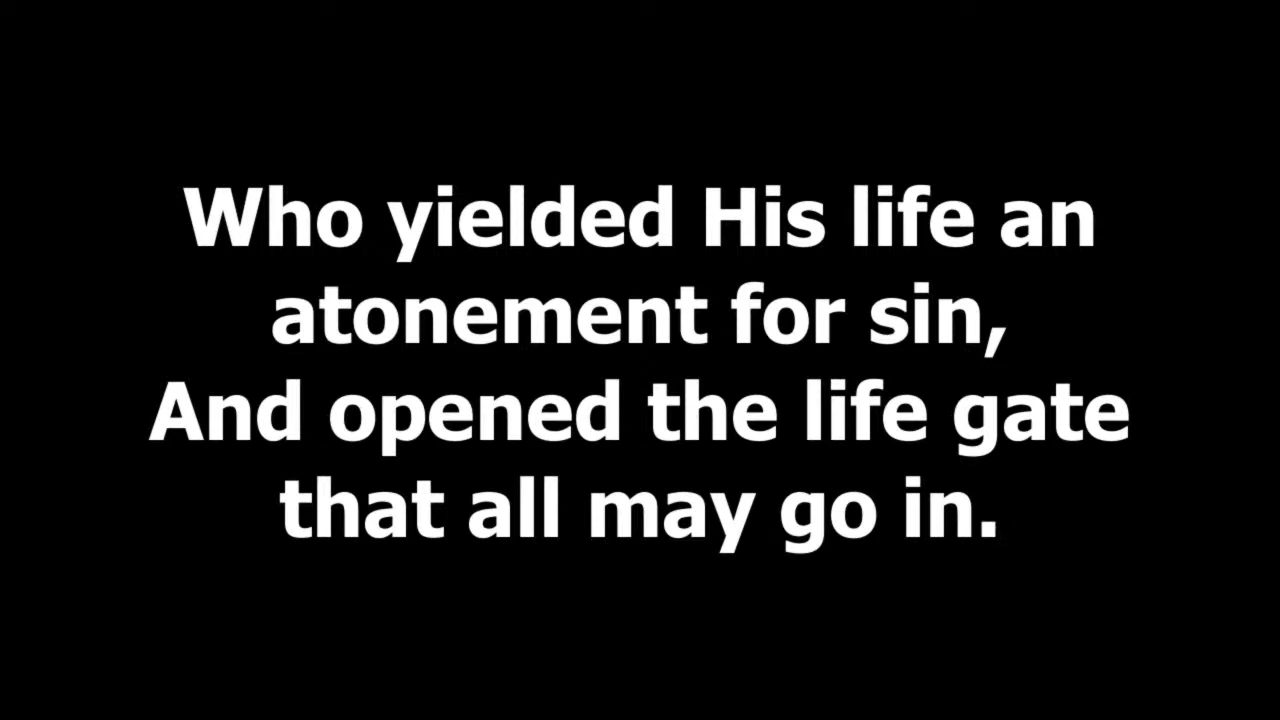 Who yielded His life an
atonement for sin,
And opened the life gate
that all may go in.